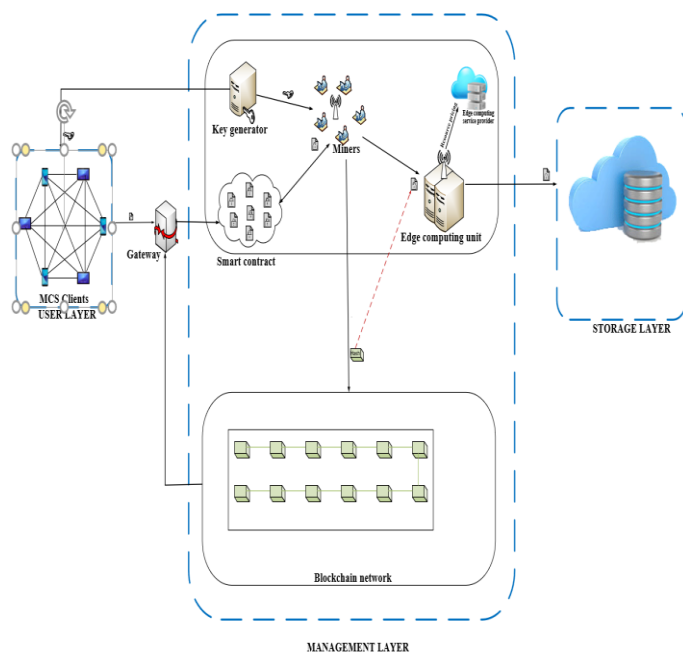 Key generator
Miners
Resource pricing
Edge computing
service provider
Gateway
Smart contract
Edge computing unit
MCS Clients
USER LAYER
STORAGE LAYER
Blockchain network
MANAGEMENT LAYER